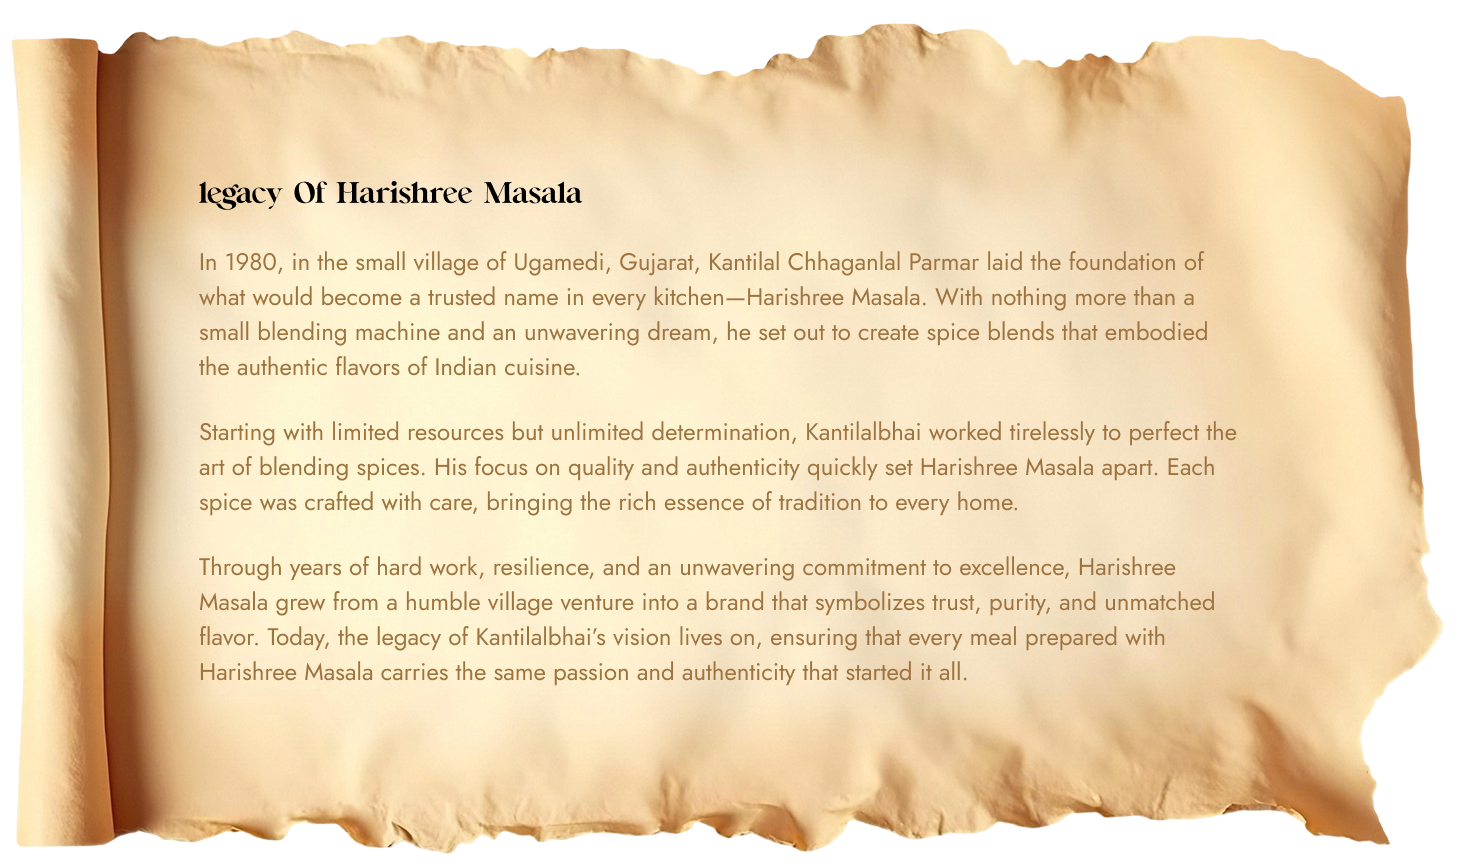 legacy Of Harishree Masala
In 1980, in the small village of Ugamedi, Gujarat, Kantilal Chhaganlal Parmar laid the foundation of
what would become a trusted name in every kitchen—Harishree Masala. With nothing more than a
small blending machine and an unwavering dream, he set out to create spice blends that embodied
the authentic flavors of Indian cuisine.
Starting with limited resources but unlimited determination, Kantilalbhai worked tirelessly to perfect the
art of blending spices. His focus on quality and authenticity quickly set Harishree Masala apart. Each
spice was crafted with care, bringing the rich essence of tradition to every home.
Through years of hard work, resilience, and an unwavering commitment to excellence, Harishree
Masala grew from a humble village venture into a brand that symbolizes trust, purity, and unmatched
flavor. Today, the legacy of Kantilalbhai’s vision lives on, ensuring that every meal prepared with
Harishree Masala carries the same passion and authenticity that started it all.